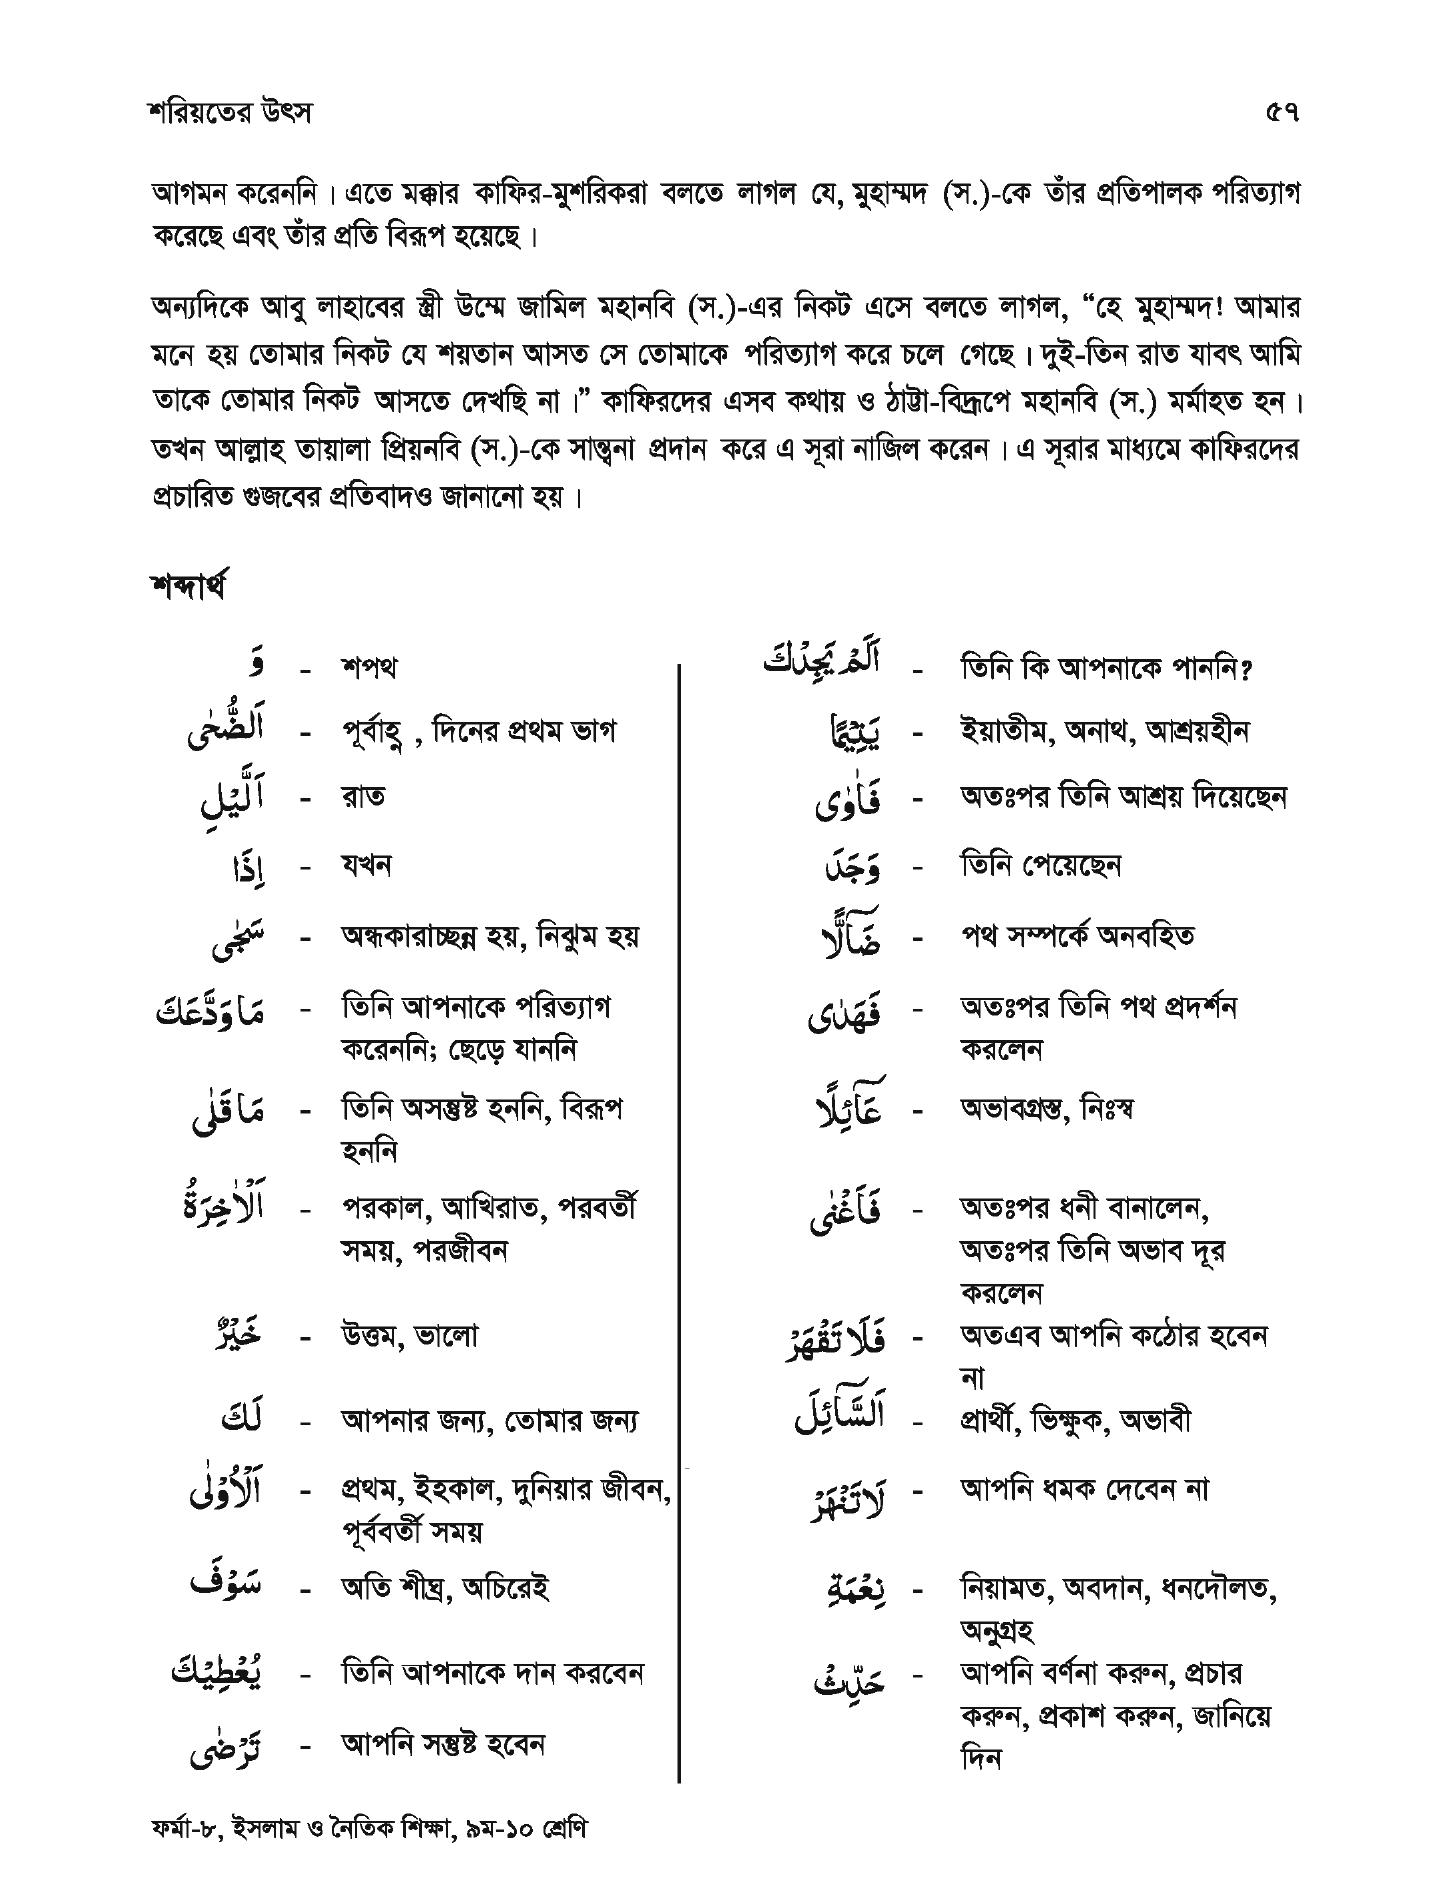 শরিয়তের উৎস ৫৭
আগমন করেননি। এতে মক্কার কাফির-মুশরিকরা বলতে লাগল যে, মুহাম্মদ (স.)-কে তাঁর প্রতিপালক পরিত্যাগ
করেছে এবং তাঁর প্রতি বিরূপ হয়েছে।
অন্যদিকে আবু লাহাবের স্ত্রী উম্মে জামিল মহানবি (স.)-এর নিকট এসে বলতে লাগল, “হে মুহাম্মদ! আমার
মনে হয় তোমার নিকট যে শয়তান আসত সে তোমাকে পরিত্যাগ করে চলে গেছে। দুই-তিন রাত যাবৎ আমি
তাকে তোমার নিকট আসতে দেখছি না।” কাফিরদের এসব কথায় ও ঠাট্টা-বিদ্রূপে মহানবি (স.) মর্মাহত হন।
তখন আল্লাহ তায়ালা প্রিয়নবি (স.)-কে সান্ত্বনা প্রদান করে এ সূরা নাজিল করেন। এ সূরার মাধ্যমে কাফিরদের
প্রচারিত গুজবের প্রতিবাদও জানানো হয়।
শব্দার্থ
وَ - শপথ
اَلضُّحٰى - পূর্বাহ্ণ , দিনের প্রথম ভাগ
اَلَّيْلِ - রাত
اِذَا - যখন
سَجٰى - অন্ধকারাচ্ছন্ন হয়, নিঝুম হয়
مَا وَدَّعَكَ - তিনি আপনাকে পরিত্যাগ
করেননি; ছেড়ে যাননি
مَا قَلٰى - তিনি অসন্তুষ্ট হননি, বিরূপ
হননি
اَلْاٰخِرَةُ - পরকাল, আখিরাত, পরবর্তী
সময়, পরজীবন
خَيْرٌ - উত্তম, ভালো
لَكَ - আপনার জন্য, তোমার জন্য
اَلْاُوْلٰى - প্রথম, ইহকাল, দুনিয়ার জীবন,
পূর্ববর্তী সময়
سَوْفَ - অতি শীঘ্র, অচিরেই
يُعْطِيْكَ - তিনি আপনাকে দান করবেন
تَرْضٰى - আপনি সন্তুষ্ট হবেন
اَلَمْ يَجِدْكَ - তিনি কি আপনাকে পাননি?
يَتِيْمًا - ইয়াতীম, অনাথ, আশ্রয়হীন
فَاٰوٰى - অতঃপর তিনি আশ্রয় দিয়েছেন
وَجَدَ - তিনি পেয়েছেন
ضَآلًّا - পথ সম্পর্কে অনবহিত
فَهَدٰى - অতঃপর তিনি পথ প্রদর্শন
করলেন
عَآئِلًا - অভাবগ্রস্ত, নিঃস্ব
فَاَغْنٰى - অতঃপর ধনী বানালেন,
অতঃপর তিনি অভাব দূর
করলেন
فَلَا تَقْهَرْ - অতএব আপনি কঠোর হবেন
না
اَلسَّآئِلَ - প্রার্থী, ভিক্ষুক, অভাবী
لَا تَنْهَرْ - আপনি ধমক দেবেন না
نِعْمَةِ - নিয়ামত, অবদান, ধনদৌলত,
অনুগ্রহ
حَدِّثْ - আপনি বর্ণনা করুন, প্রচার
করুন, প্রকাশ করুন, জানিয়ে
দিন
ফর্মা-৮, ইসলাম ও নৈতিক শিক্ষা, ৯ম-১০ শ্রেণি